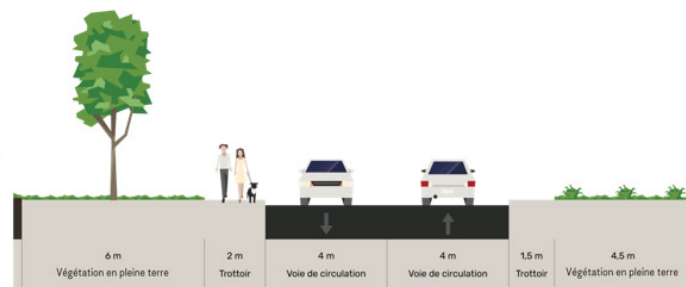 6 m
Végétation en pleine terre
2 m
Trottoir
4 m
Voie de circulation
4 m
Voie de circulation
1,5 m
Trottoir
4,5 m
Végétation en pleine terre